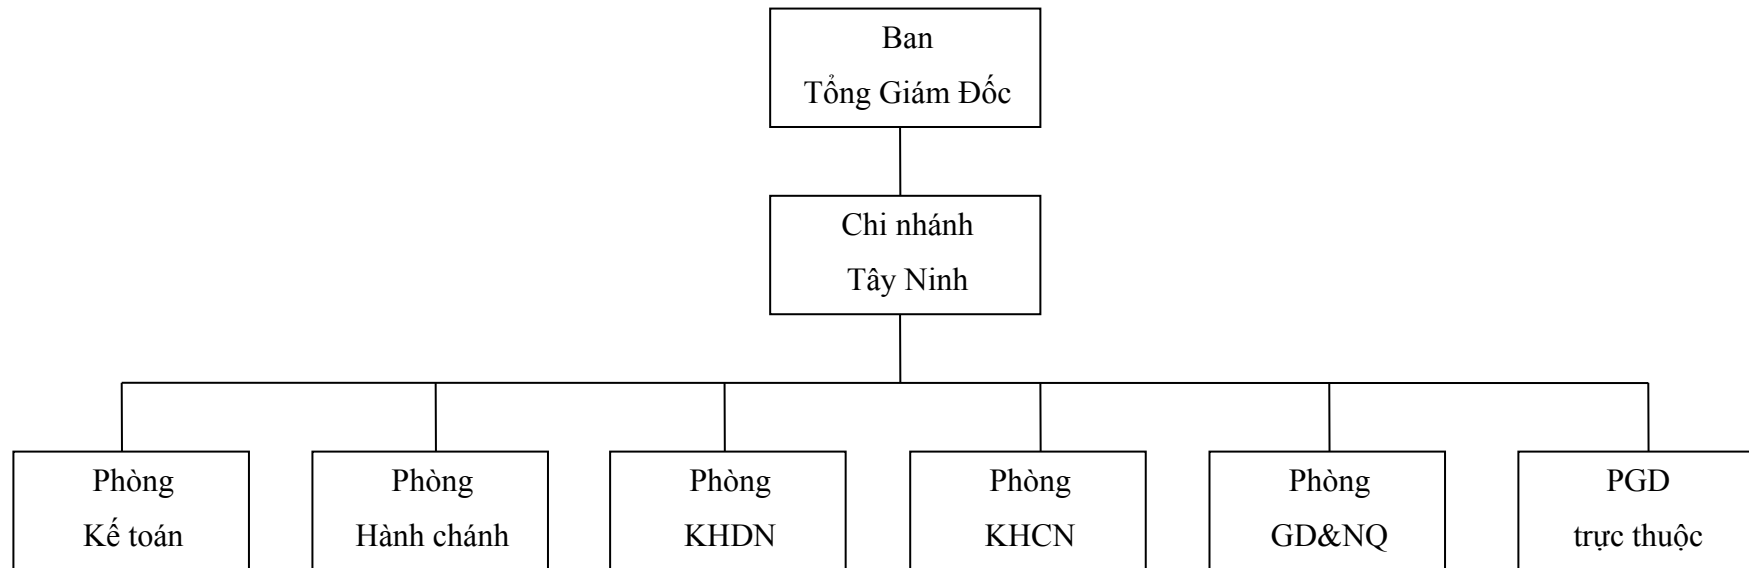 Ban
Tổng Giám Đốc
Chi nhánh
Tây Ninh
Phòng
Kế toán
Phòng
Hành chánh
Phòng
KHDN
Phòng
KHCN
Phòng
GD&NQ
PGD
trực thuộc